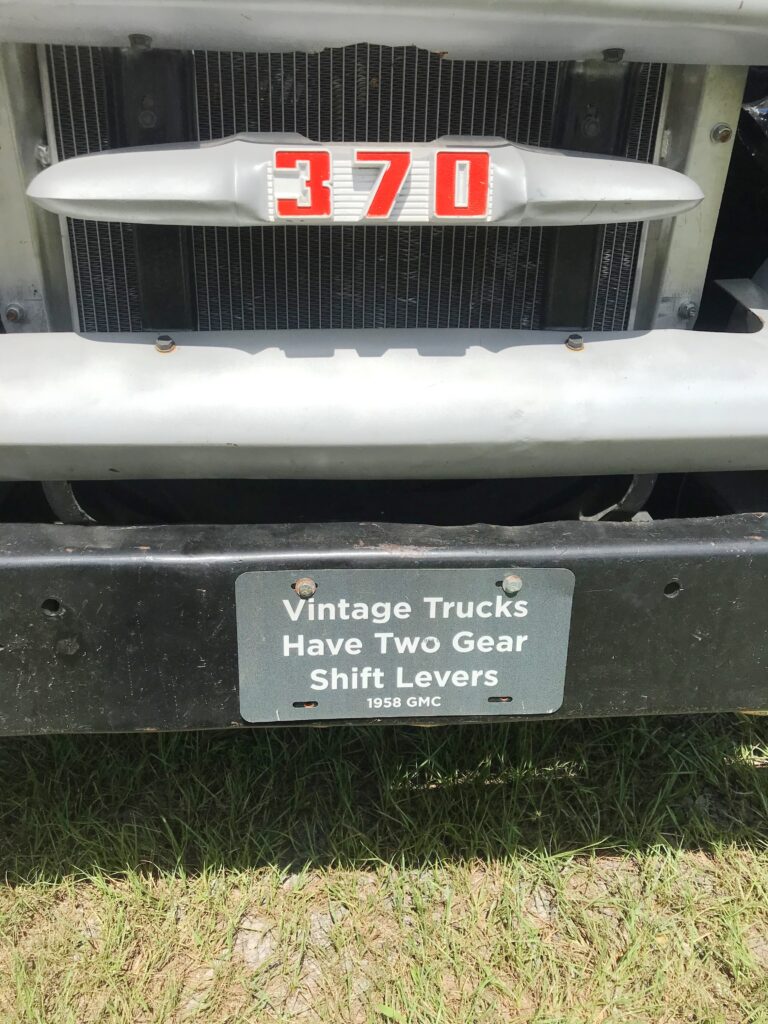 370
Vintage Trucks
Have Two Gear
Shift Levers
1958 GMC